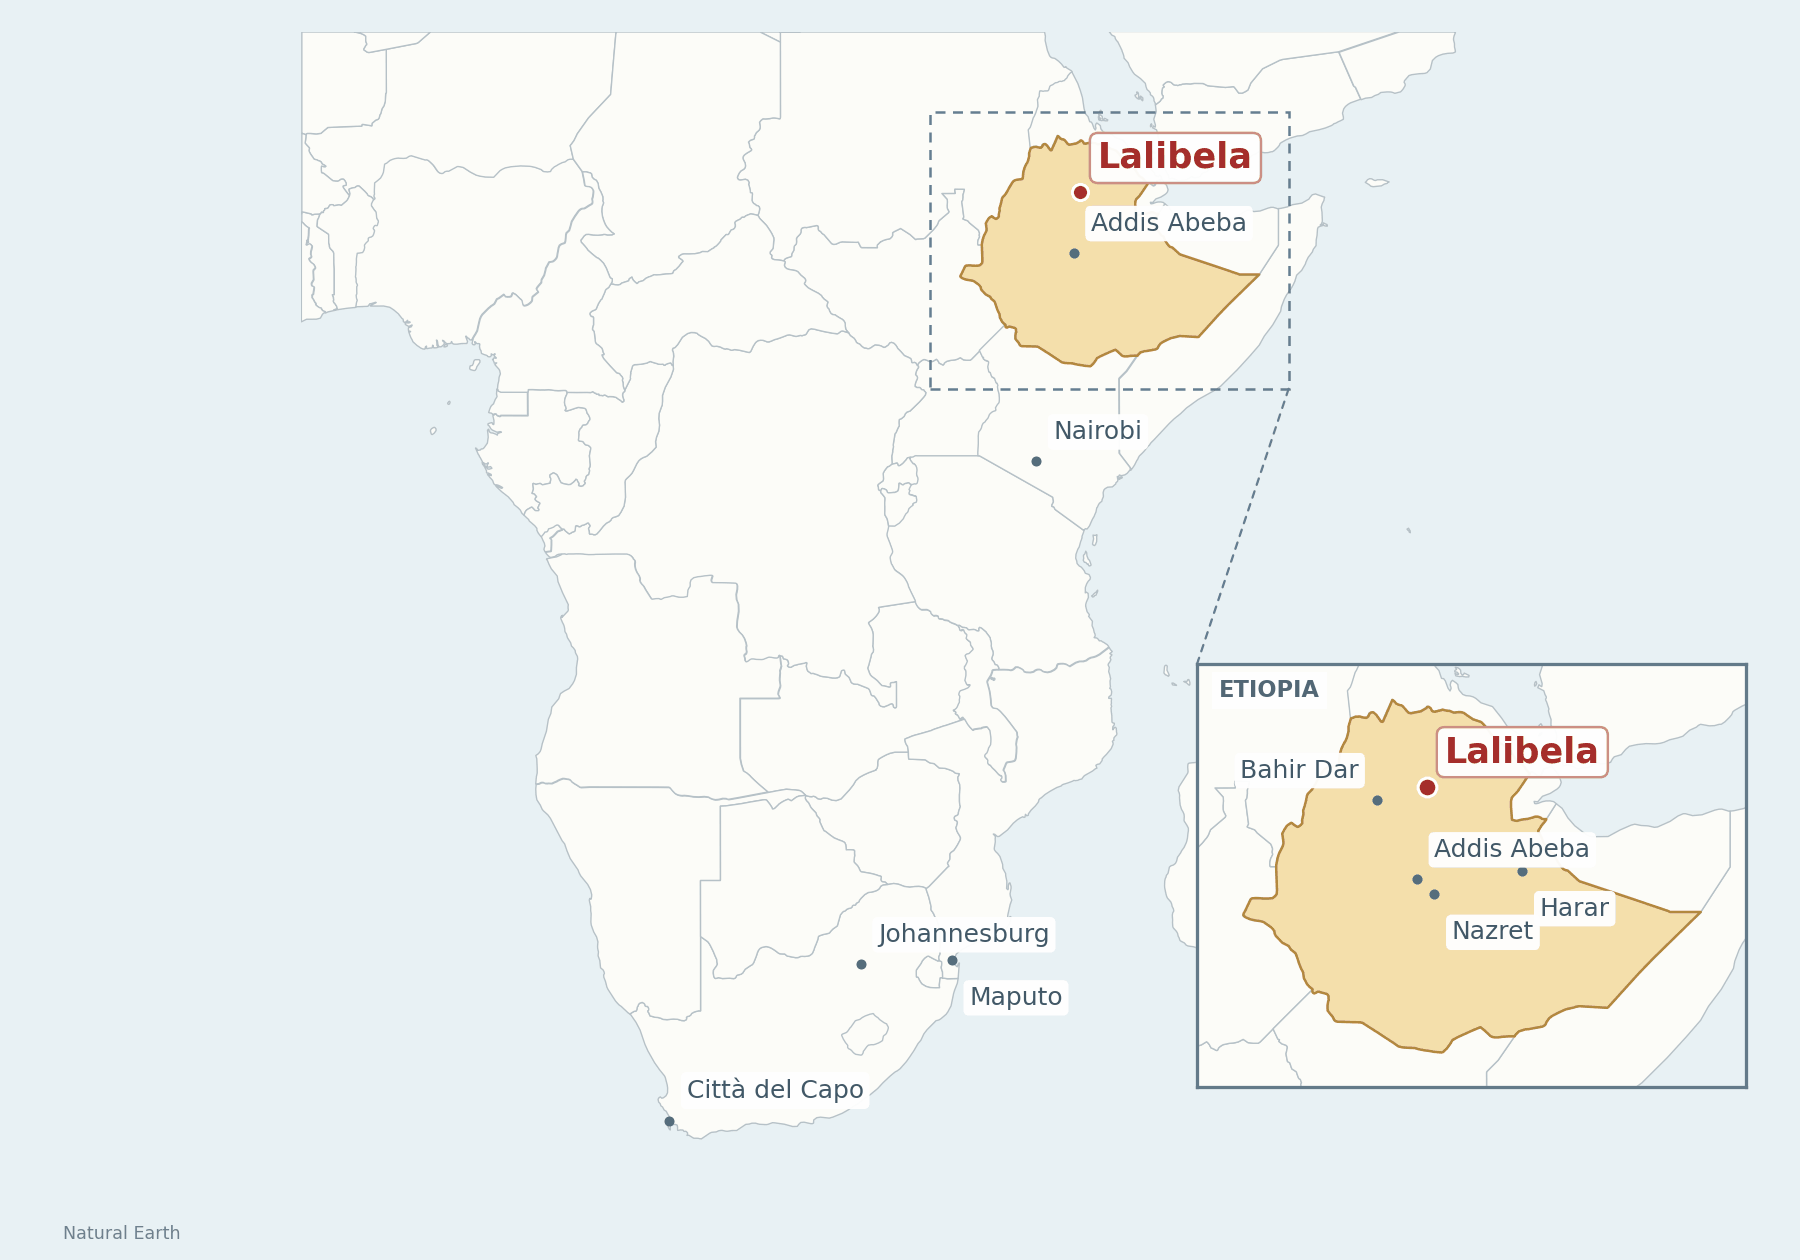 Lalibela
Addis Abeba
Nairobi
Johannesburg
Maputo
Città del Capo
ETIOPIA
Lalibela
Bahir Dar
Addis Abeba
Harar
Nazret
Natural Earth